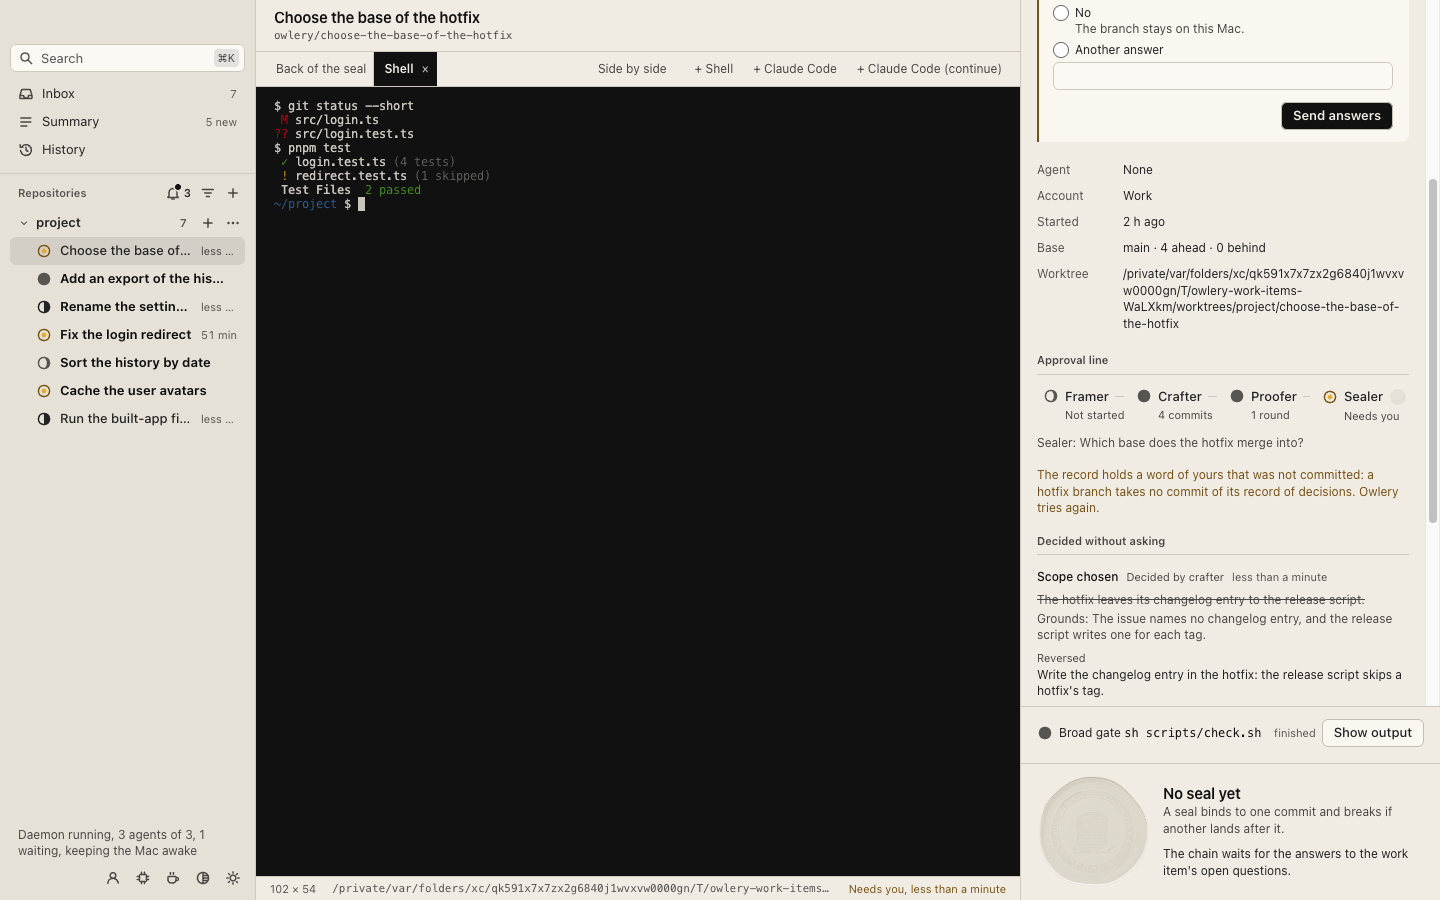 Search ⌘K
Inbox 7
Summary 5 new
History
Repositories 3
project 7
Choose the base of... less ...
Add an export of the his...
Rename the settin... less ...
Fix the login redirect 51 min
Sort the history by date
Cache the user avatars
Run the built-app fi... less ...
Daemon running, 3 agents of 3, 1
waiting, keeping the Mac awake
Choose the base of the hotfix
owlery/choose-the-base-of-the-hotfix
Back of the seal Shell × Side by side + Shell + Claude Code + Claude Code (continue)
$ git status --short
M src/login.ts
?? src/login.test.ts
$ pnpm test
✓ login.test.ts (4 tests)
! redirect.test.ts (1 skipped)
Test Files 2 passed
~/project $
102 × 54 /private/var/folders/xc/qk591x7x7zx2g6840j1wvxvw0000gn/T/owlery-work-items… Needs you, less than a minute
No
The branch stays on this Mac.
Another answer
Send answers
Agent None
Account Work
Started 2 h ago
Base main · 4 ahead · 0 behind
Worktree /private/var/folders/xc/qk591x7x7zx2g6840j1wvxv
w0000gn/T/owlery-work-items-
WaLXkm/worktrees/project/choose-the-base-of-
the-hotfix
Approval line
Framer Crafter Proofer Sealer
Not started 4 commits 1 round Needs you
Sealer: Which base does the hotfix merge into?
The record holds a word of yours that was not committed: a
hotfix branch takes no commit of its record of decisions. Owlery
tries again.
Decided without asking
Scope chosen Decided by crafter less than a minute
The hotfix leaves its changelog entry to the release script.
Grounds: The issue names no changelog entry, and the release
script writes one for each tag.
Reversed
Write the changelog entry in the hotfix: the release script skips a
hotfix's tag.
Broad gate sh scripts/check.sh finished Show output
No seal yet
A seal binds to one commit and breaks if
another lands after it.
The chain waits for the answers to the work
item's open questions.